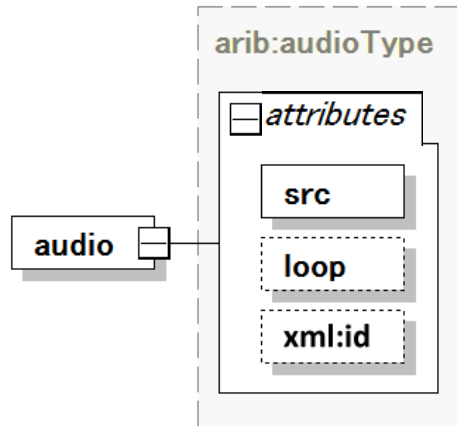 arib:audioType
attributes
src
audio
loop
xml:id